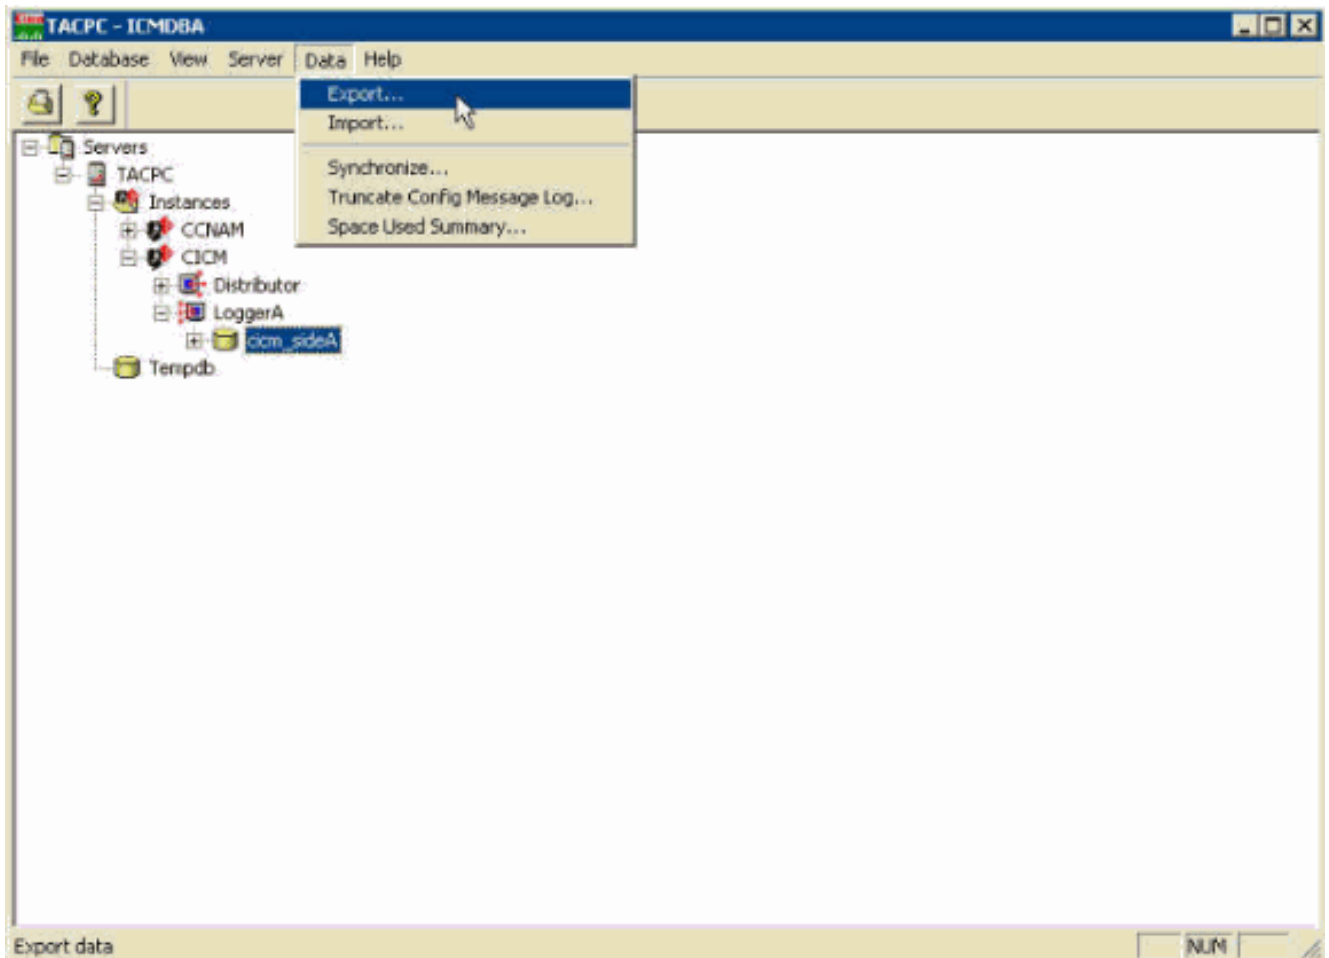 TACPC - ICMDBA
File Database View Server Data Help
Export...
Import...
Synchronize...
Truncate Config Message Log...
Space Used Summary...
Servers
TACPC
Instances
CCNAM
CICM
Distributor
LoggerA
cicm_sideA
Tempdb
Export data
NUM